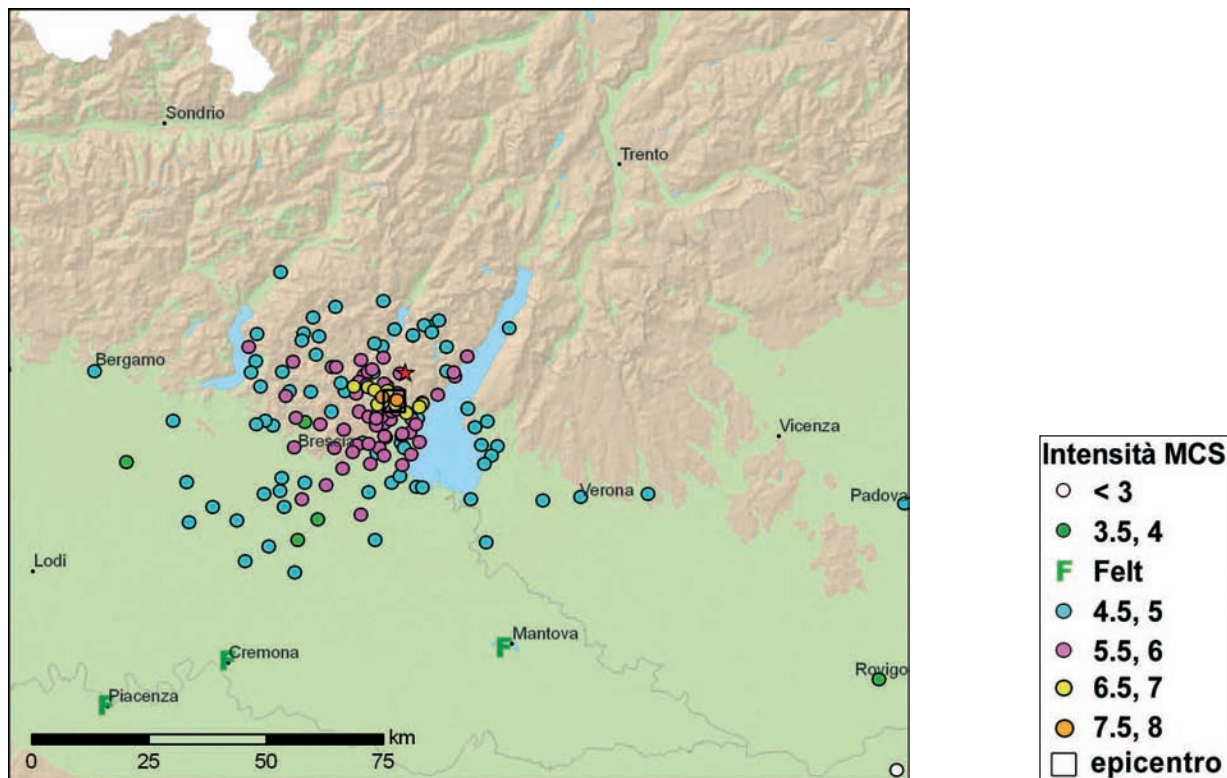 Sondrio
Trento
Bergamo
Vicenza
Brescia
Verona
Padova
Lodi
Mantova
F
Cremona
F
Rovigo
Piacenza
F
km
0 25 50 75
Intensità MCS
< 3
3.5, 4
F Felt
4.5, 5
5.5, 6
6.5, 7
7.5, 8
epicentro